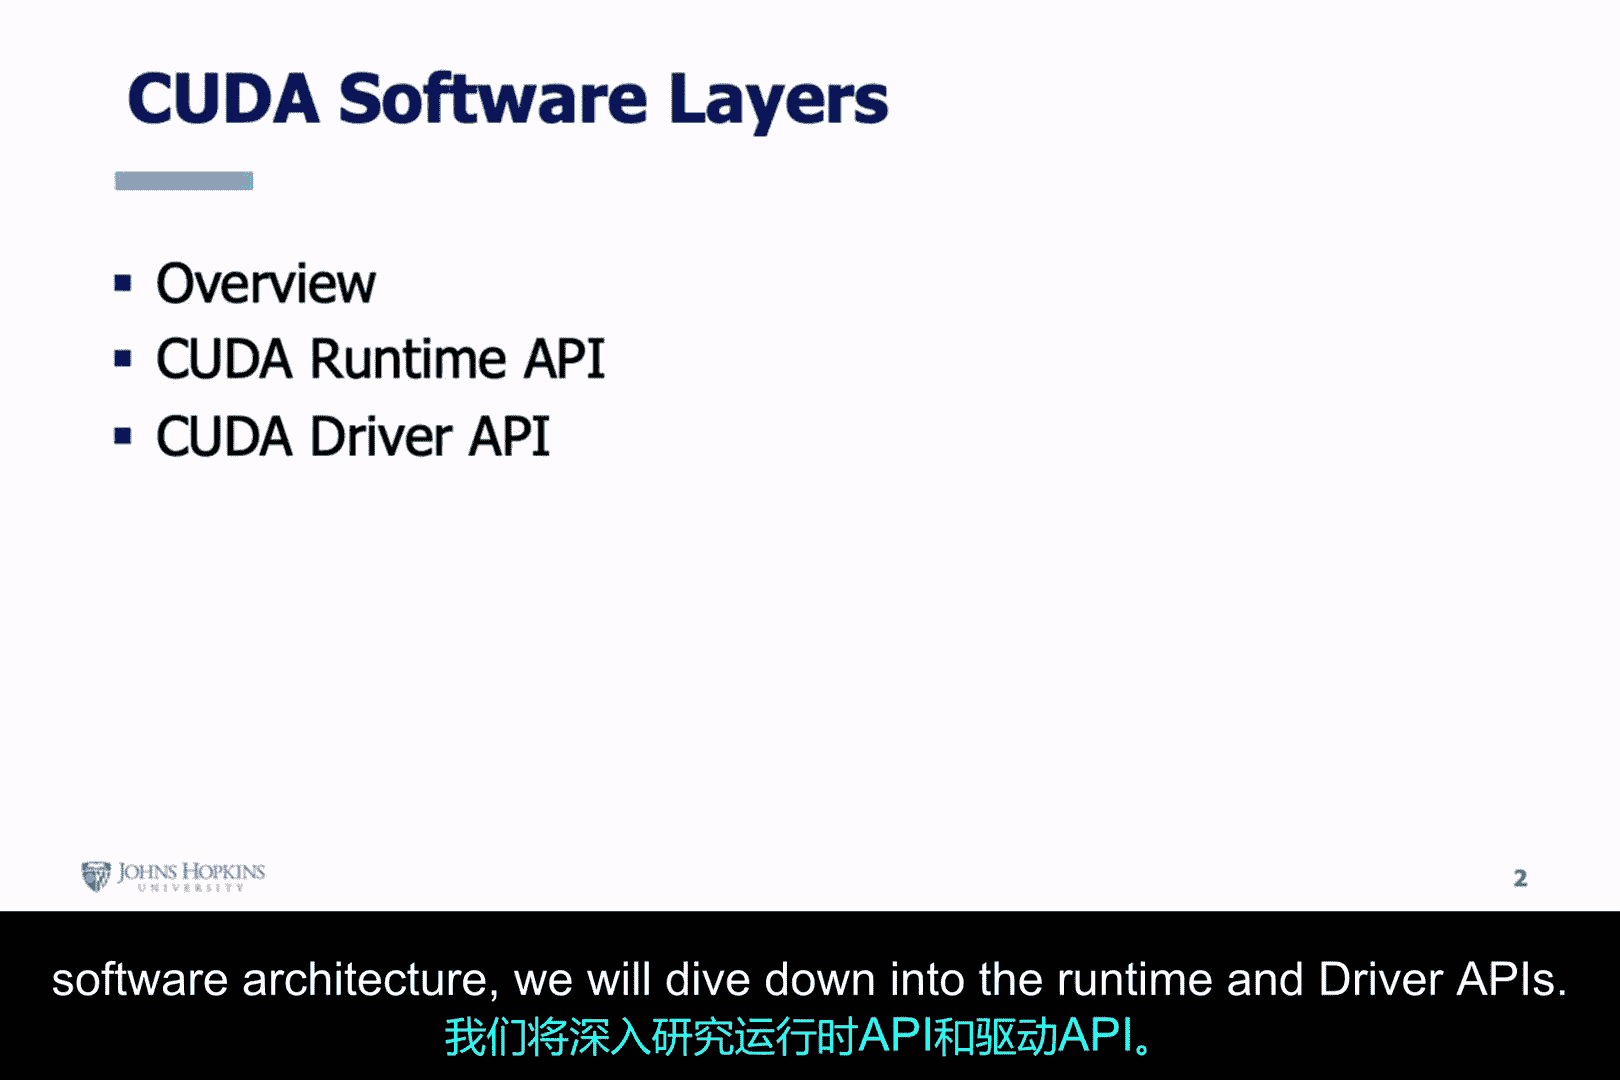 CUDA Software Layers
Overview
CUDA Runtime API
CUDA Driver API
JOHNS HOPKINS
UNIVERSITY
2
software architecture, we will dive down into the runtime and Driver APIs.
我们将深入研究运行时API和驱动API。